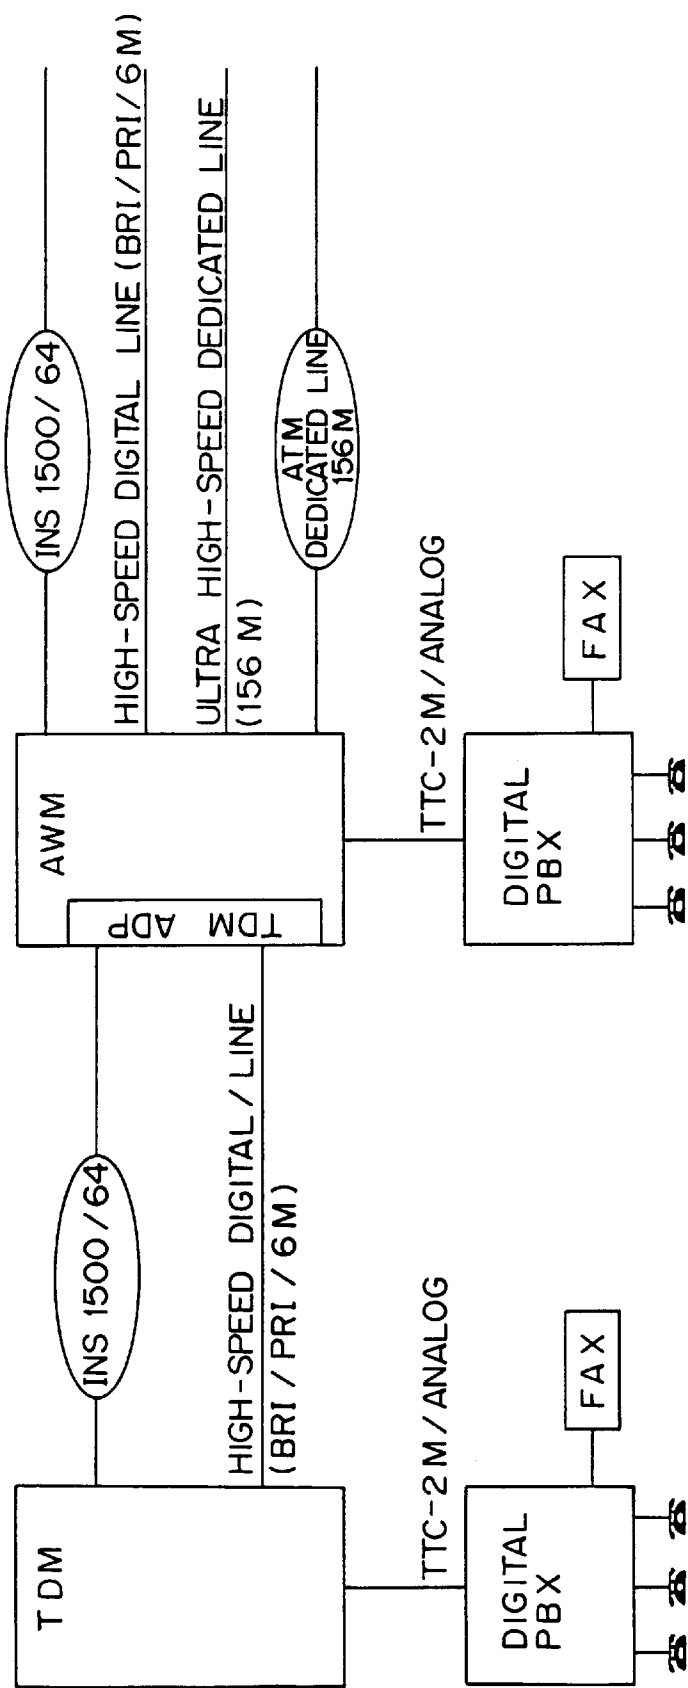 TDM
INS 1500/64
HIGH-SPEED DIGITAL/LINE
(BRI/PRI/6M)
TTC-2M/ANALOG
DIGITAL
PBX
FAX
AWM
TDM ADP
INS 1500/64
HIGH-SPEED DIGITAL LINE(BRI/PRI/6M)
ULTRA HIGH-SPEED DEDICATED LINE
(156 M)
ATM
DEDICATED LINE
156M
TTC-2M/ANALOG
DIGITAL
PBX
FAX